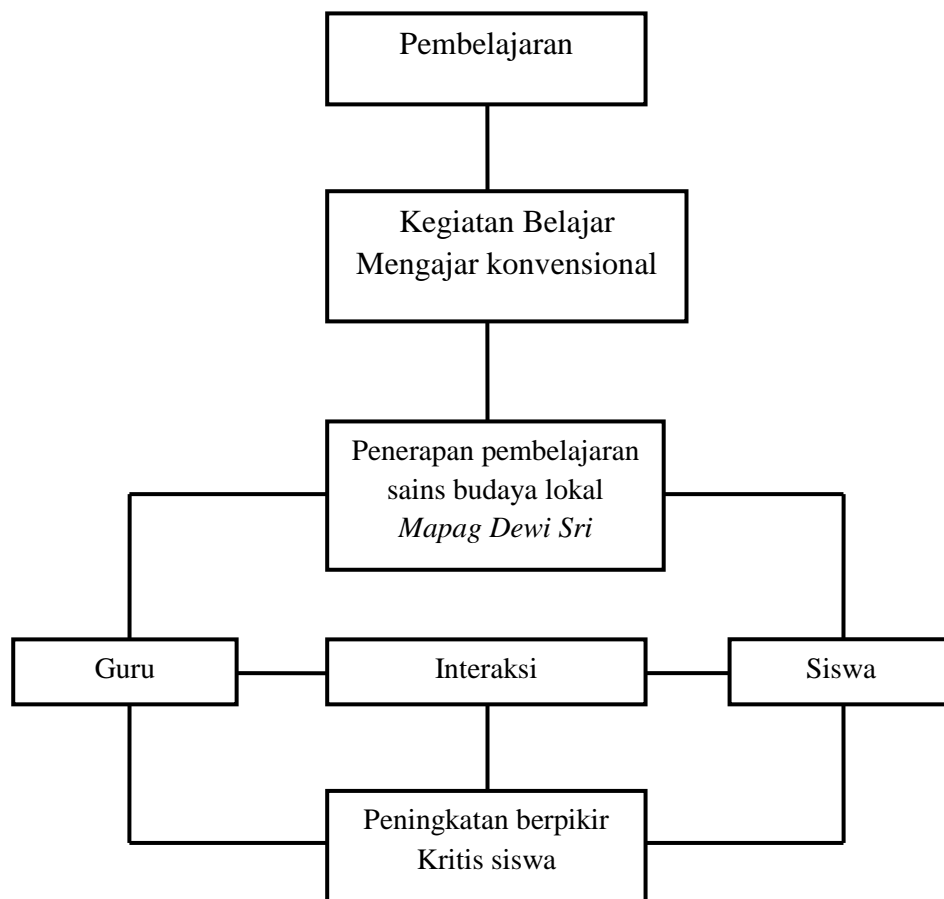 Pembelajaran
Kegiatan Belajar
Mengajar konvensional
Penerapan pembelajaran
sains budaya lokal
Mapag Dewi Sri
Guru
Interaksi
Siswa
Peningkatan berpikir
Kritis siswa